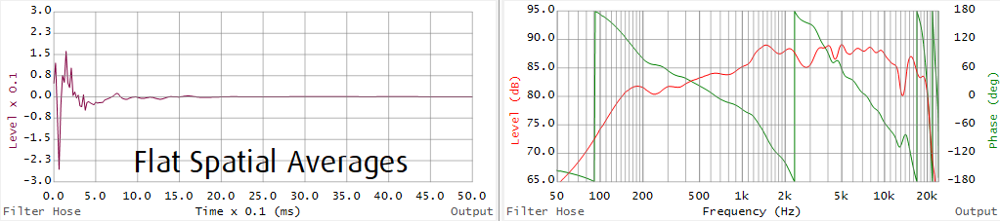 3.0
2.3
1.5
0.8
0.0
-0.8
-1.5
-2.3
-3.0
Level x 0.1
Flat Spatial Averages
0.0 5.0 10.0 15.0 20.0 25.0 30.0 35.0 40.0 45.0 50.0
Filter Hose Time x 0.1 (ms) Output
95.0
90.0
85.0
80.0
75.0
70.0
65.0
Level (dB)
180
120
60
0
-60
-120
-180
Phase (deg)
50 100 200 500 1k 2k 5k 10k 20k
Filter Hose Frequency (Hz) Output